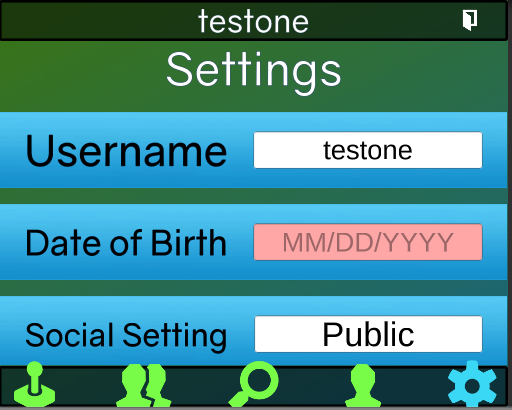 testone
Settings
Username testone
Date of Birth MM/DD/YYYY
Social Setting Public